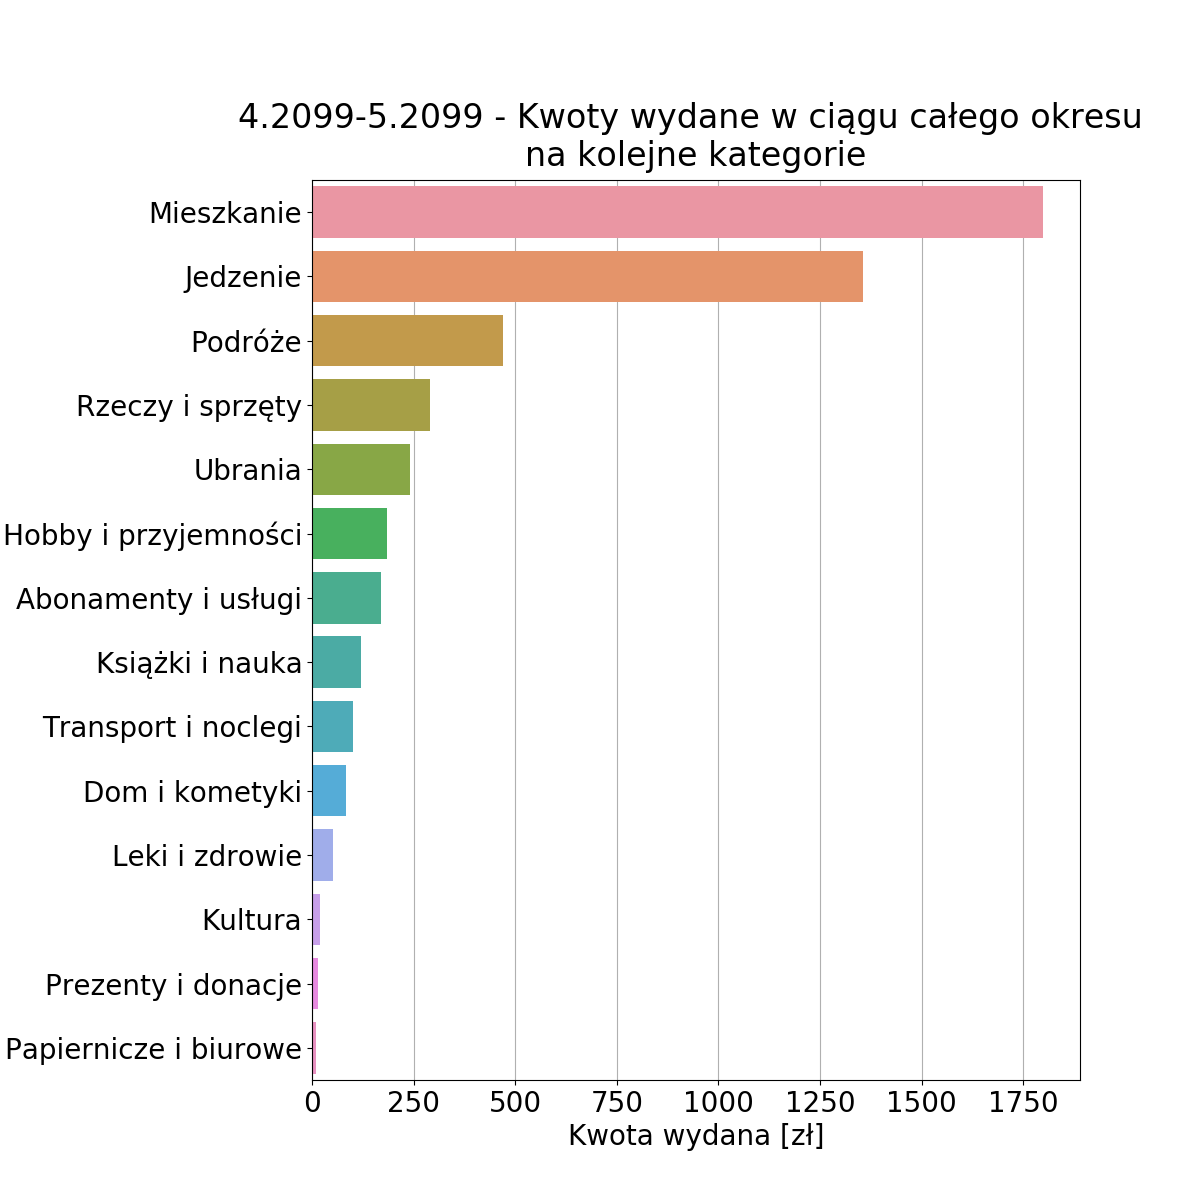 4.2099-5.2099 - Kwoty wydane w ciągu całego okresu
na kolejne kategorie
Mieszkanie
Jedzenie
Podróże
Rzeczy i sprzęty
Ubrania
Hobby i przyjemności
Abonamenty i usługi
Książki i nauka
Transport i noclegi
Dom i kometyki
Leki i zdrowie
Kultura
Prezenty i donacje
Papiernicze i biurowe
0 250 500 750 1000 1250 1500 1750
Kwota wydana [zł]